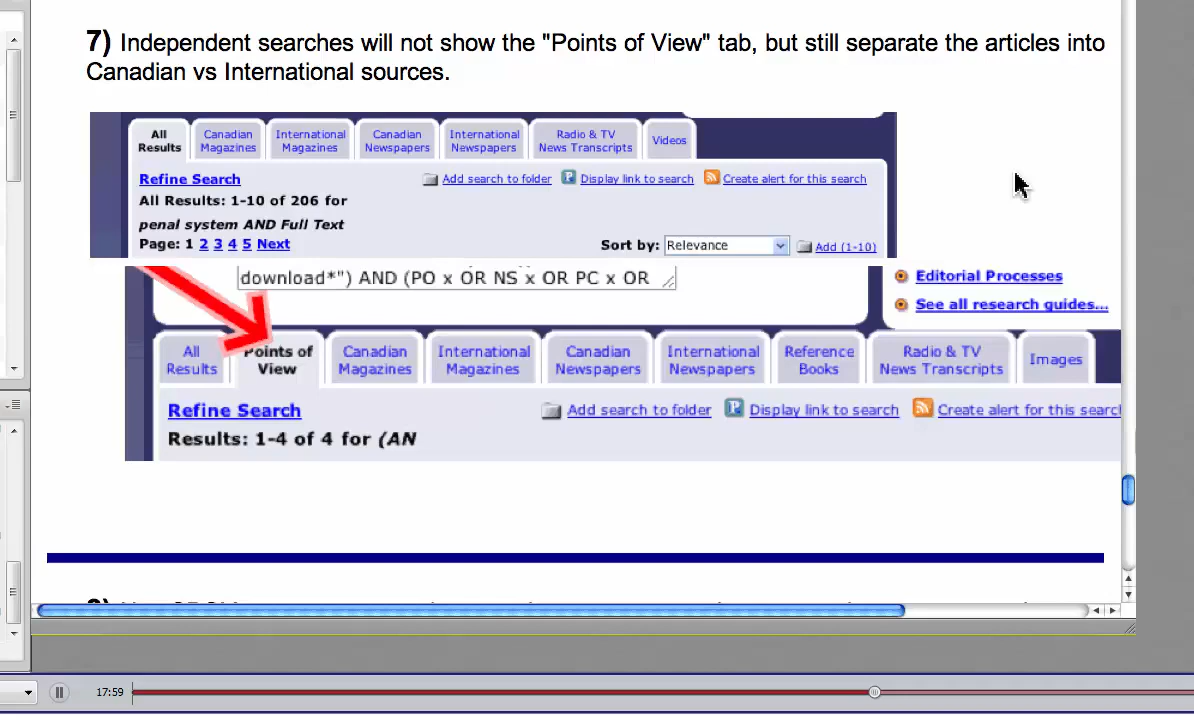 7) Independent searches will not show the "Points of View" tab, but still separate the articles into
Canadian vs International sources.
All Results
Canadian Magazines
International Magazines
Canadian Newspapers
International Newspapers
Radio & TV News Transcripts
Videos
Refine Search
Add search to folder
Display link to search
Create alert for this search
All Results: 1-10 of 206 for
penal system AND Full Text
Page: 1 2 3 4 5 Next
Sort by: Relevance
Add (1-10)
download*") AND (PO x OR NS x OR PC x OR
Editorial Processes
See all research guides...
All Results
Points of View
Canadian Magazines
International Magazines
Canadian Newspapers
International Newspapers
Reference Books
Radio & TV News Transcripts
Images
Refine Search
Add search to folder
Display link to search
Create alert for this searc
Results: 1-4 of 4 for (AN
17:59